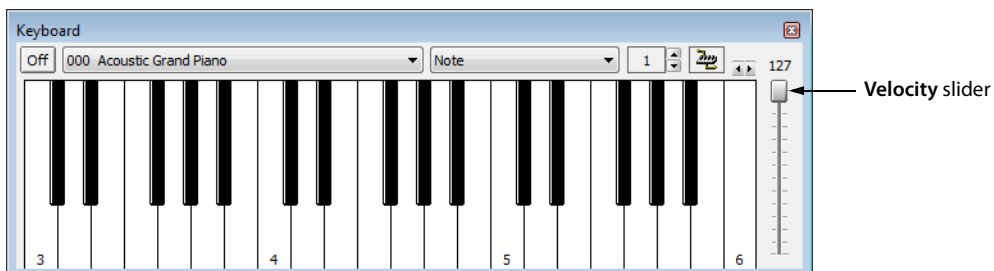 Keyboard
Off 000 Acoustic Grand Piano Note 1 127
Velocity slider
3 4 5 6